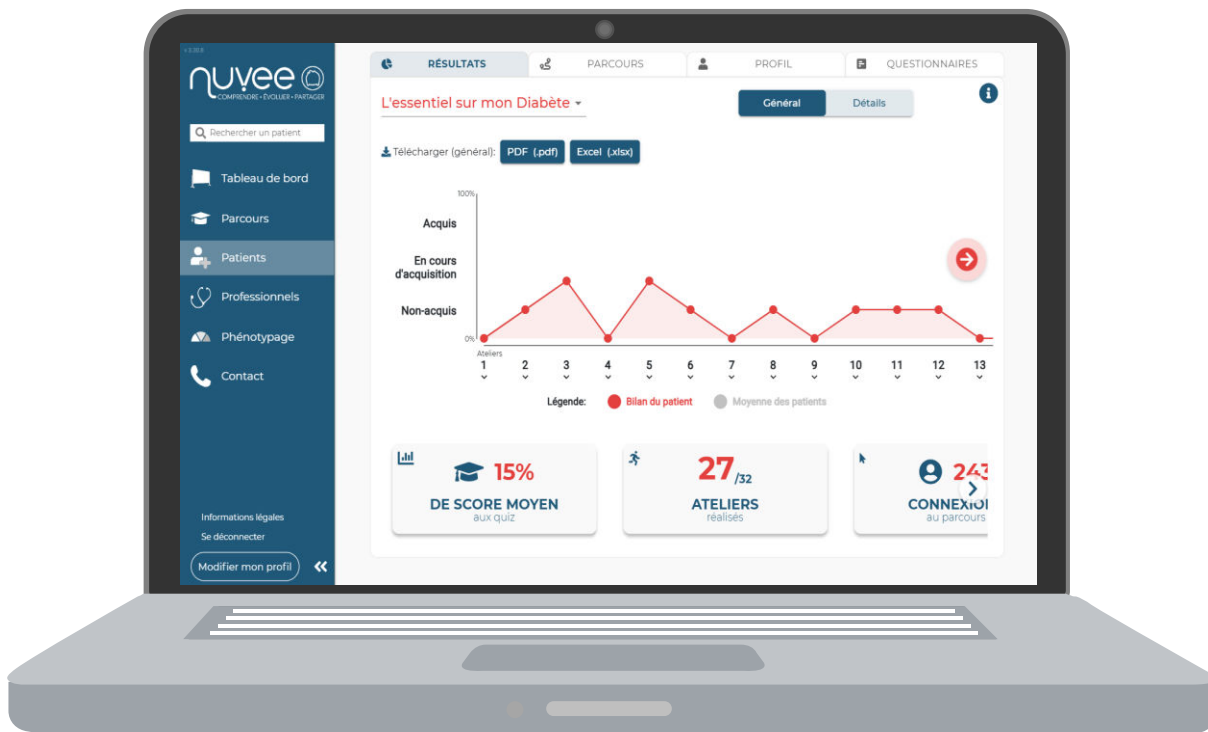 nuvee
COMPRENDRE • ÉVOLUER • PARTAGER
Rechercher un patient
Tableau de bord
Parcours
Patients
Professionnels
Phénotypage
Contact
Informations légales
Se déconnecter
Modifier mon profil
RÉSULTATS PARCOURS PROFIL QUESTIONNAIRES
L'essentiel sur mon Diabète
Général Détails
Télécharger (général): PDF (.pdf) Excel (.xlsx)
100%
Acquis
En cours
d'acquisition
Non-acquis
0%
Ateliers
1 2 3 4 5 6 7 8 9 10 11 12 13
Légende: Bilan du patient Moyenne des patients
15%
DE SCORE MOYEN
aux quiz
27/32
ATELIERS
réalisés
243
CONNEXIO
au parcours